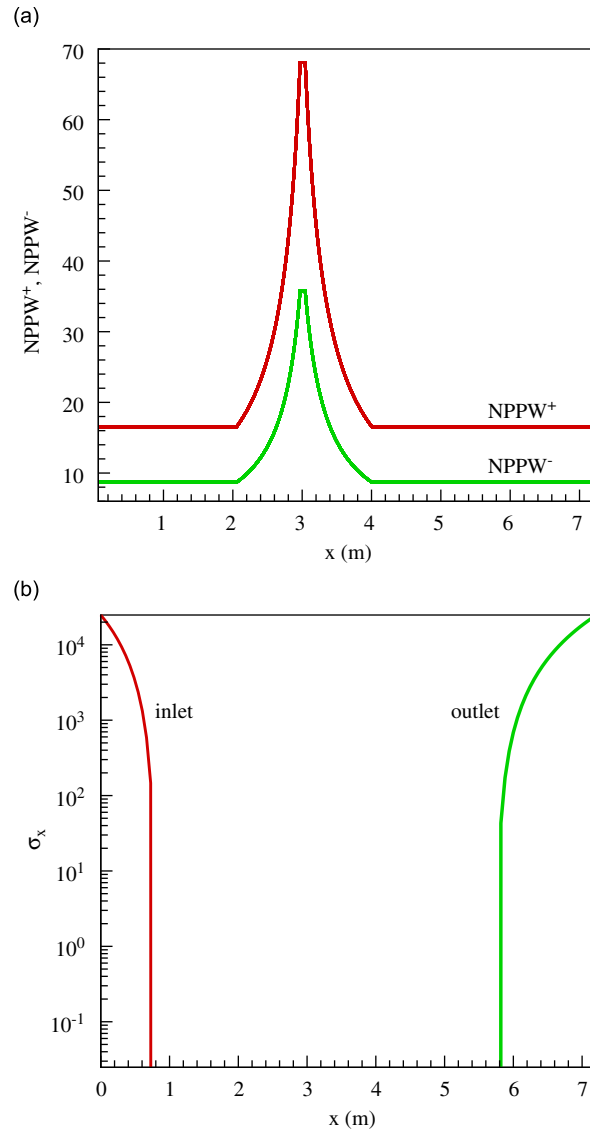 (a)
70
60
50
40
30
20
10
NPPW⁺, NPPW⁻
NPPW⁺
NPPW⁻
1 2 3 4 5 6 7
x (m)
(b)
10⁴
10³
10²
10¹
10⁰
10⁻¹
σₓ
inlet
outlet
0 1 2 3 4 5 6 7
x (m)